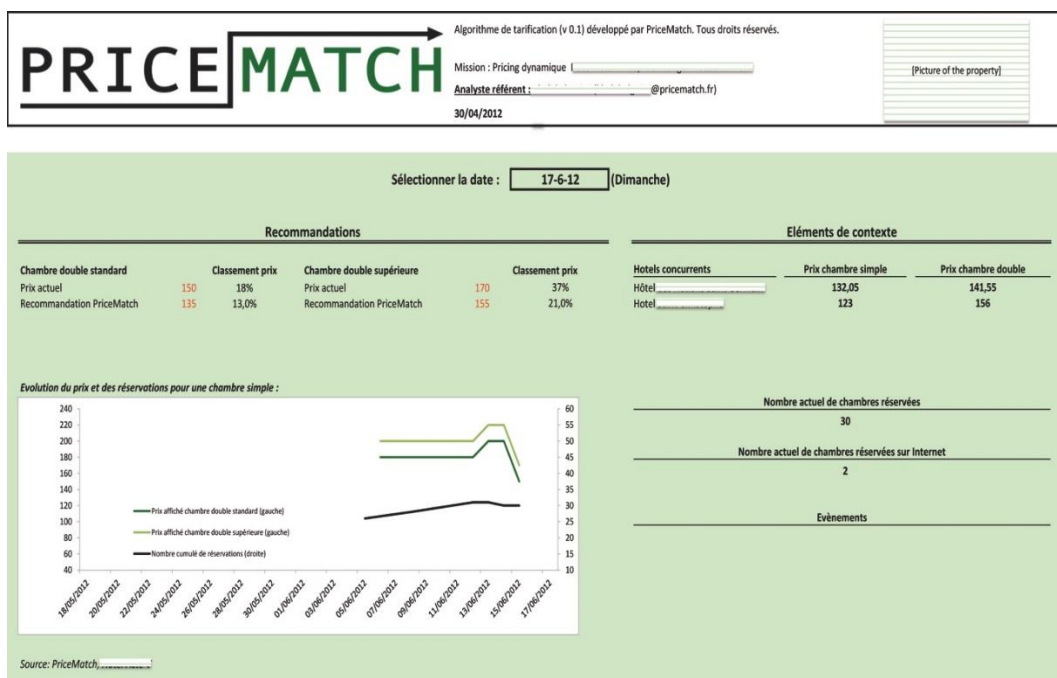 PRICEMATCH
Algorithme de tarification (v 0.1) développé par PriceMatch. Tous droits réservés.
Mission : Pricing dynamique
Analyste référent : @pricematch.fr)
30/04/2012
[Picture of the property]
Sélectionner la date : 17-6-12 (Dimanche)
Recommandations
Chambre double standard Classement prix Chambre double supérieure Classement prix
Prix actuel 150 18% Prix actuel 170 37%
Recommandation PriceMatch 135 13,0% Recommandation PriceMatch 155 21,0%
Eléments de contexte
Hotels concurrents Prix chambre simple Prix chambre double
Hôtel 132,05 141,55
Hotel 123 156
Evolution du prix et des réservations pour une chambre simple :
240
220
200
180
160
140
120
100
80
60
40
60
55
50
45
40
35
30
25
20
15
10
Prix affiché chambre double standard (gauche)
Prix affiché chambre double supérieure (gauche)
Nombre cumulé de réservations (droite)
18/05/2012
20/05/2012
22/05/2012
24/05/2012
26/05/2012
28/05/2012
30/05/2012
01/06/2012
03/06/2012
05/06/2012
07/06/2012
09/06/2012
11/06/2012
13/06/2012
15/06/2012
17/06/2012
Nombre actuel de chambres réservées
30
Nombre actuel de chambres réservées sur Internet
2
Evènements
Source: PriceMatch,